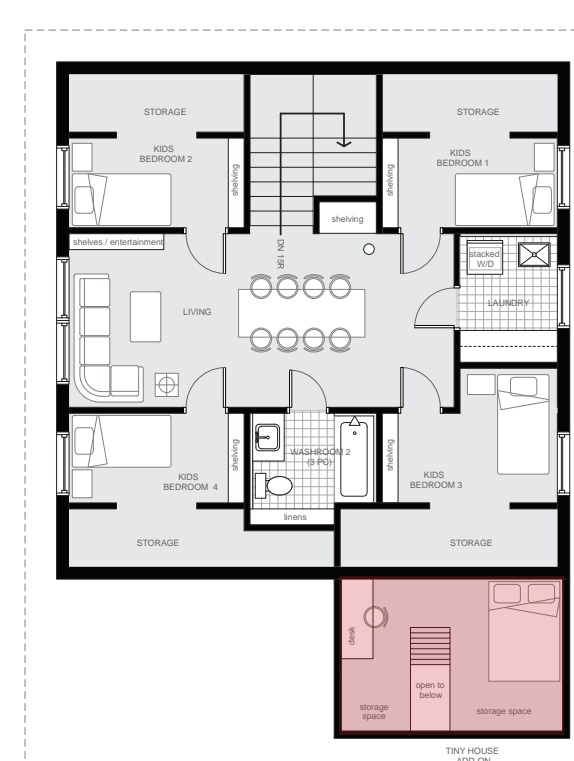 STORAGE
STORAGE
KIDS
BEDROOM 2
shelving
shelving
KIDS
BEDROOM 1
shelving
shelves / entertainment
DN 15R
stacked
W/D
LIVING
LAUNDRY
shelving
WASHROOM 2
(3 PC)
shelving
KIDS
BEDROOM 4
KIDS
BEDROOM 3
linens
STORAGE
STORAGE
desk
open to
below
storage
space
storage space
TINY HOUSE
ADD-ON